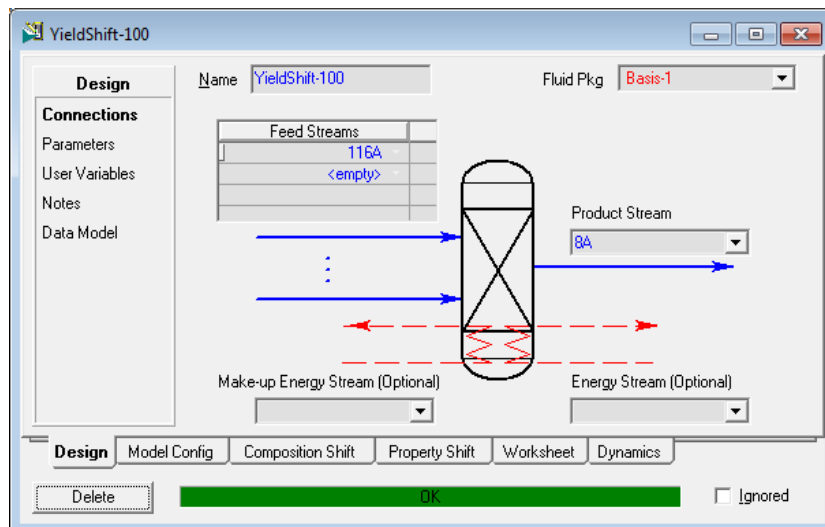 YieldShift-100
Design
Connections
Parameters
User Variables
Notes
Data Model
Name YieldShift-100
Fluid Pkg Basis-1
Feed Streams
116A
<empty>
Product Stream
8A
Make-up Energy Stream (Optional)
Energy Stream (Optional)
Design Model Config Composition Shift Property Shift Worksheet Dynamics
Delete OK Ignored